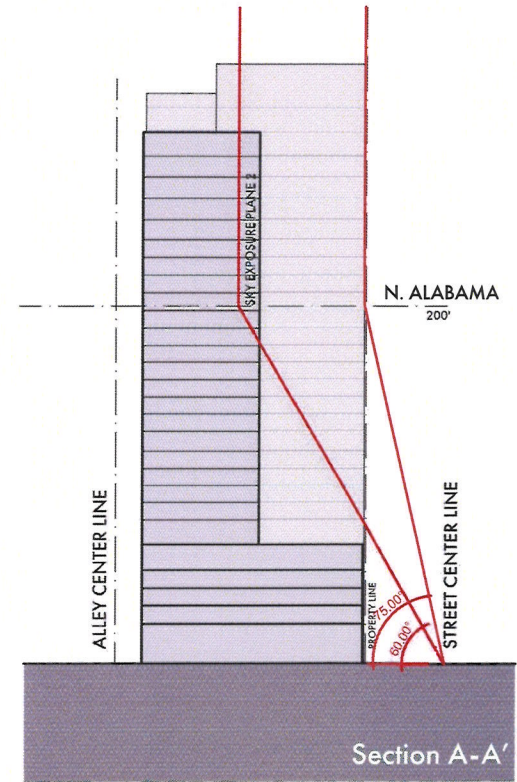 SKY EXPOSURE PLANE 2
N. ALABAMA
200'
ALLEY CENTER LINE
PROPERTY LINE
75.00°
60.00°
STREET CENTER LINE
Section A-A'